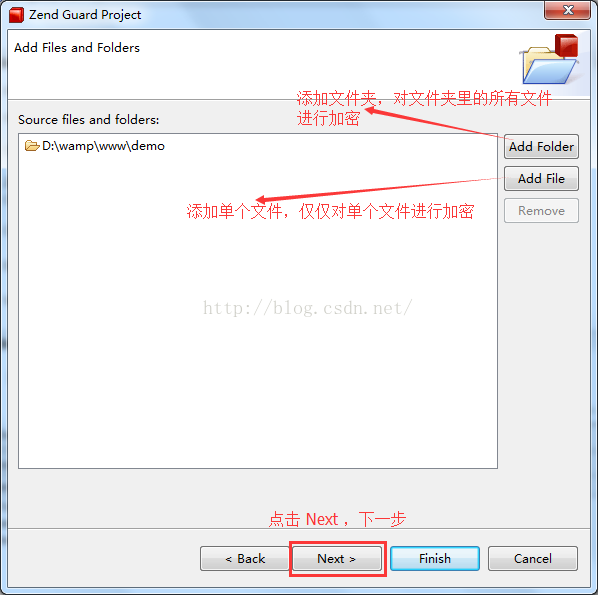 Zend Guard Project
Add Files and Folders
添加文件夹，对文件夹里的所有文件
进行加密
Source files and folders:
D:\wamp\www\demo
Add Folder
Add File
添加单个文件，仅仅对单个文件进行加密
Remove
http://blog.csdn.net/
点击 Next ，下一步
< Back
Next >
Finish
Cancel